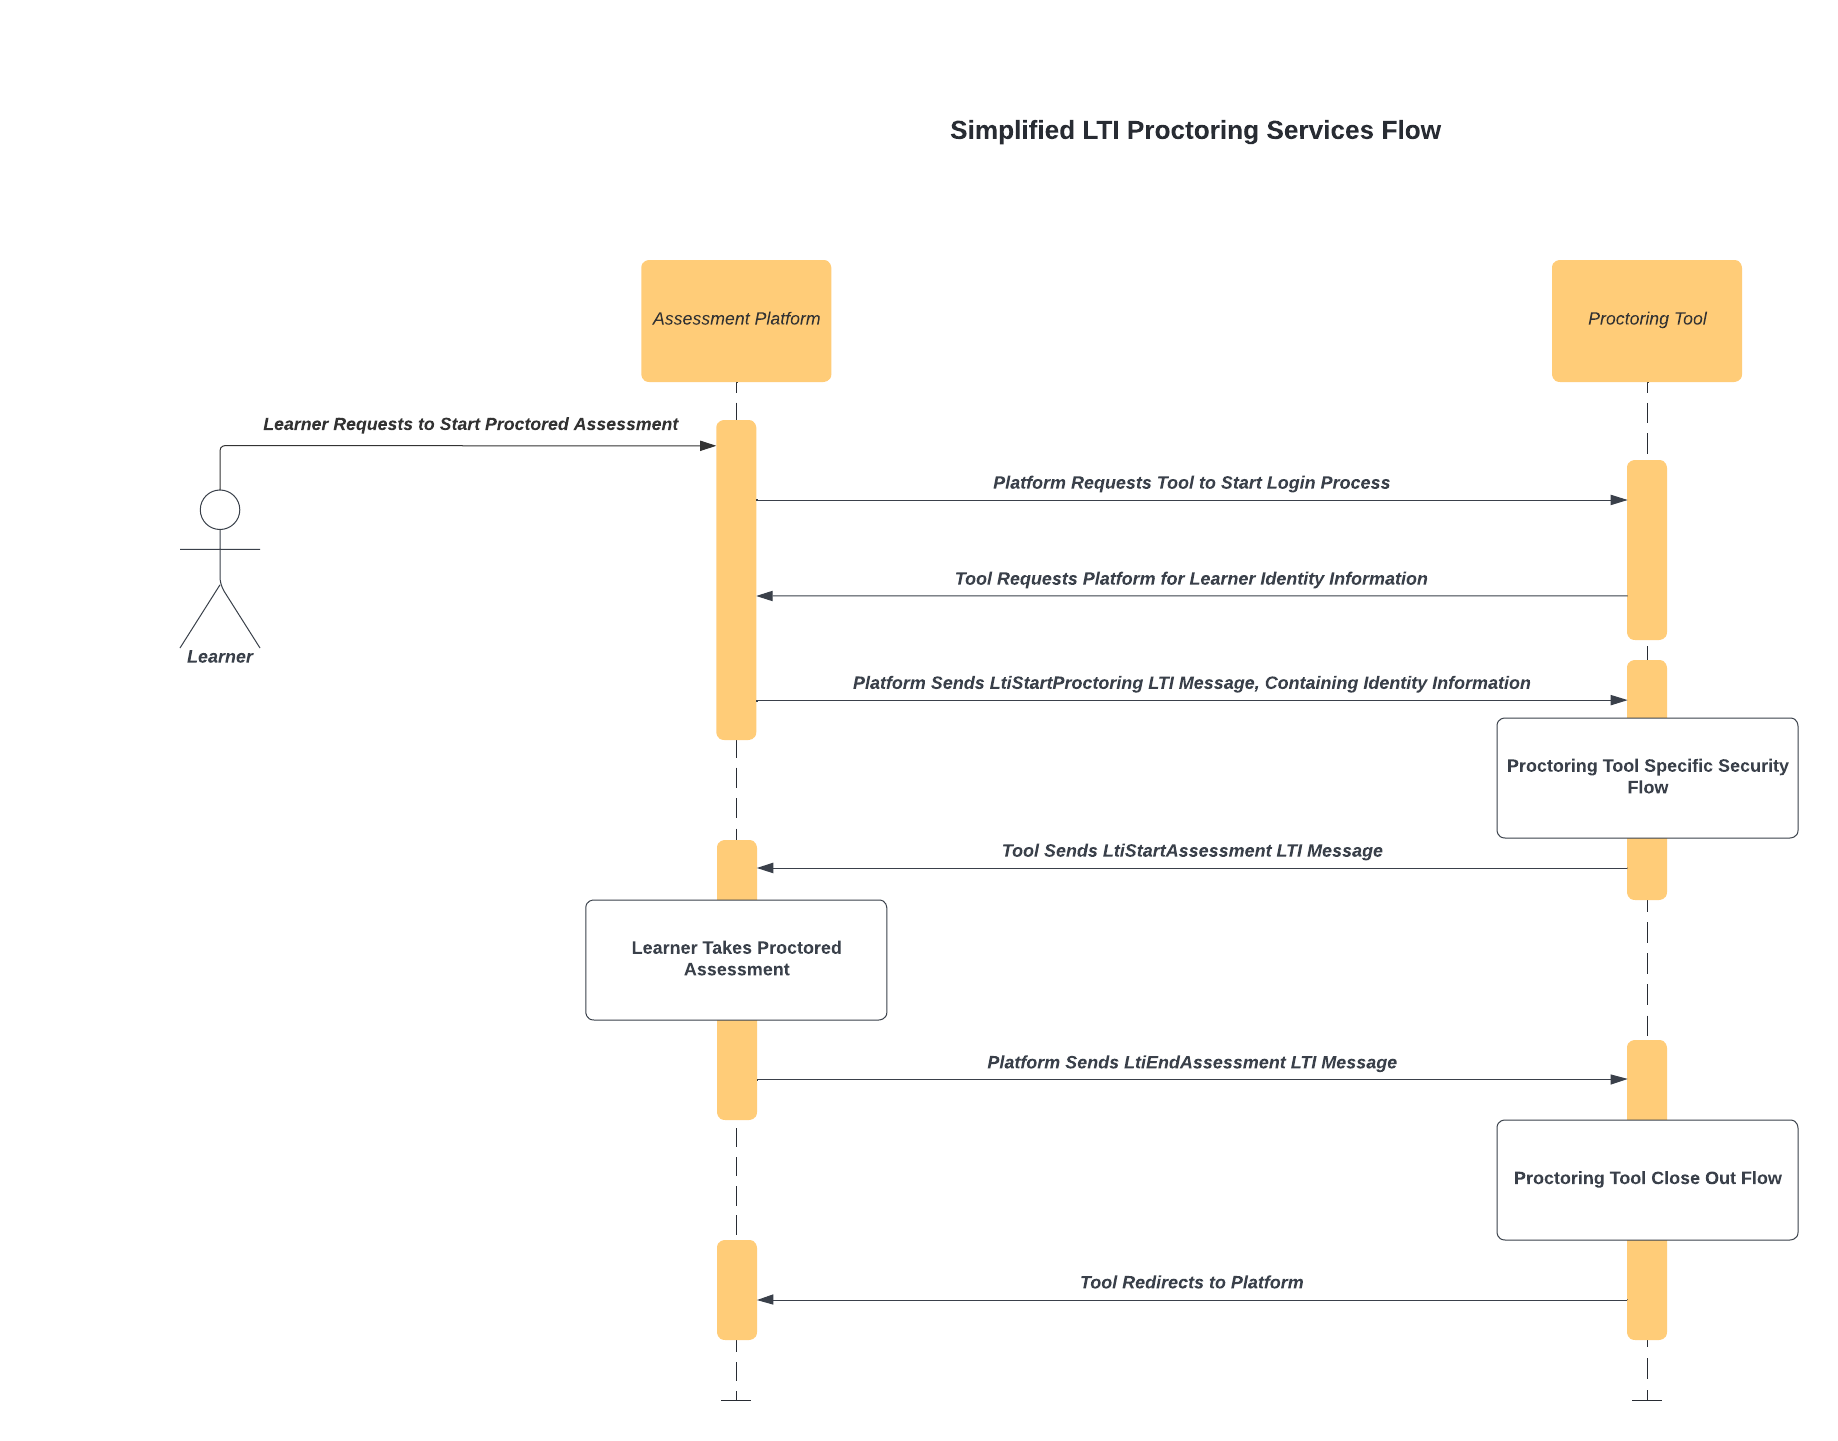 Simplified LTI Proctoring Services Flow
Assessment Platform
Proctoring Tool
Learner Requests to Start Proctored Assessment
Platform Requests Tool to Start Login Process
Tool Requests Platform for Learner Identity Information
Learner
Platform Sends LtiStartProctoring LTI Message, Containing Identity Information
Proctoring Tool Specific Security
Flow
Tool Sends LtiStartAssessment LTI Message
Learner Takes Proctored
Assessment
Platform Sends LtiEndAssessment LTI Message
Proctoring Tool Close Out Flow
Tool Redirects to Platform